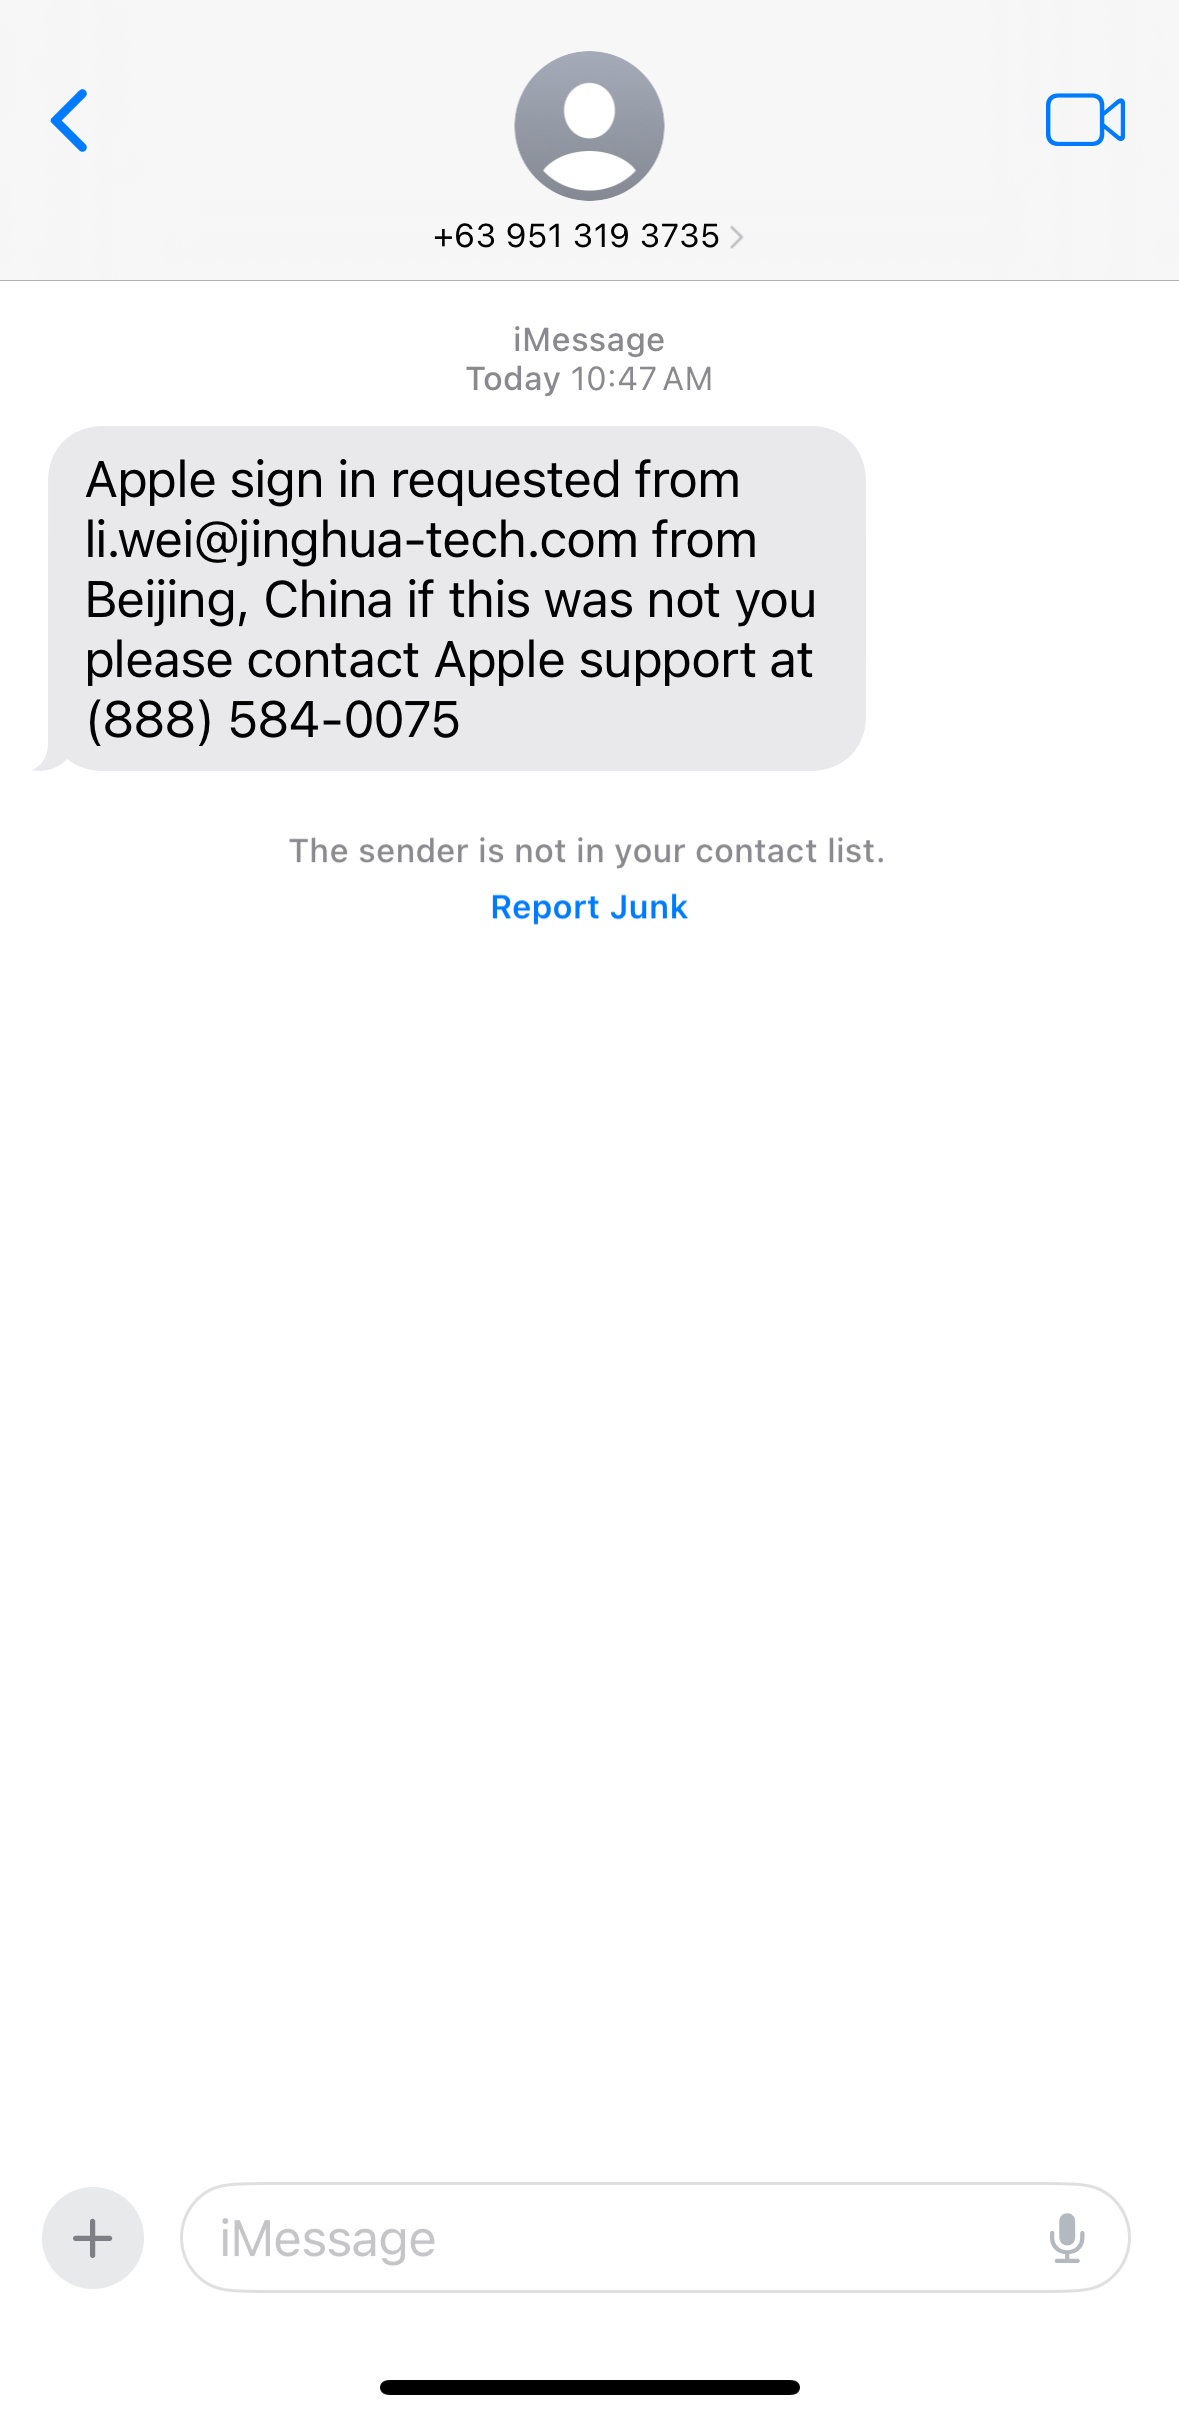 +63 951 319 3735
iMessage
Today 10:47 AM
Apple sign in requested from
li.wei@jinghua-tech.com from
Beijing, China if this was not you
please contact Apple support at
(888) 584-0075
The sender is not in your contact list.
Report Junk
iMessage